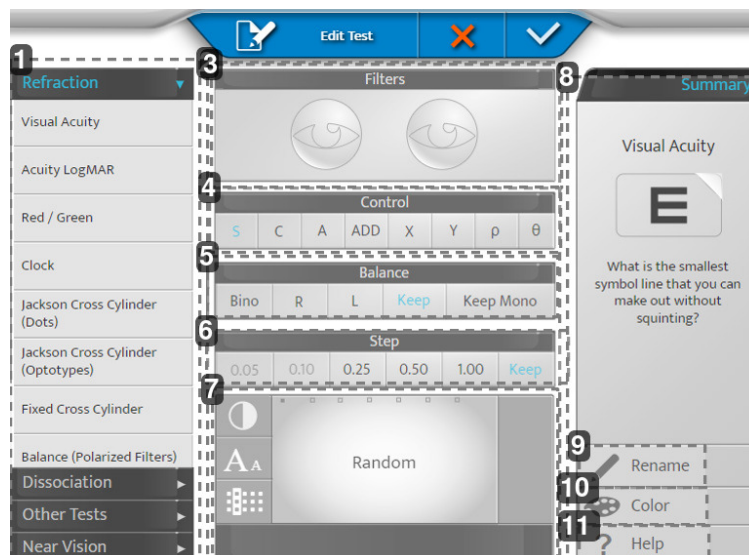 Edit Test
1
Refraction
Visual Acuity
Acuity LogMAR
Red / Green
Clock
Jackson Cross Cylinder
(Dots)
Jackson Cross Cylinder
(Optotypes)
Fixed Cross Cylinder
Balance (Polarized Filters)
Dissociation
Other Tests
Near Vision
3
Filters
4
Control
S C A ADD X Y ρ θ
5
Balance
Bino R L Keep Keep Mono
6
Step
0.05 0.10 0.25 0.50 1.00 Keep
7
AA
Random
8
Summary
Visual Acuity
E
What is the smallest
symbol line that you can
make out without
squinting?
9
Rename
10
Color
11
? Help